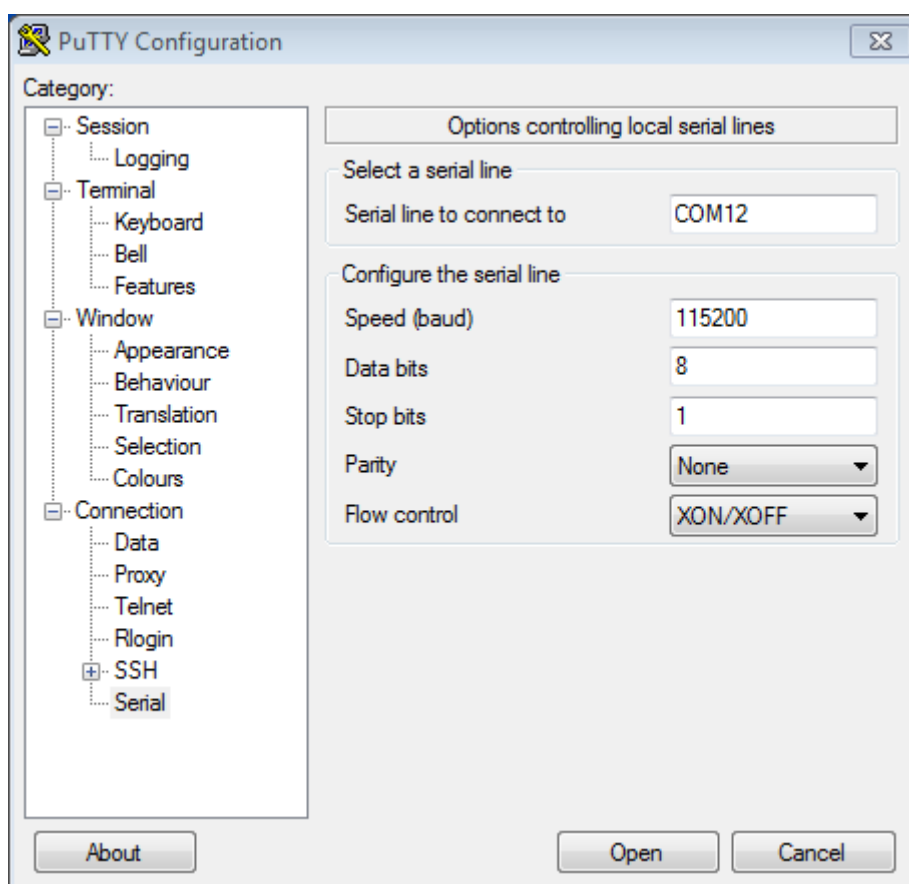 PuTTY Configuration
Category:
Session
Logging
Terminal
Keyboard
Bell
Features
Window
Appearance
Behaviour
Translation
Selection
Colours
Connection
Data
Proxy
Telnet
Rlogin
SSH
Serial
Options controlling local serial lines
Select a serial line
Serial line to connect to COM12
Configure the serial line
Speed (baud) 115200
Data bits 8
Stop bits 1
Parity None
Flow control XON/XOFF
About Open Cancel